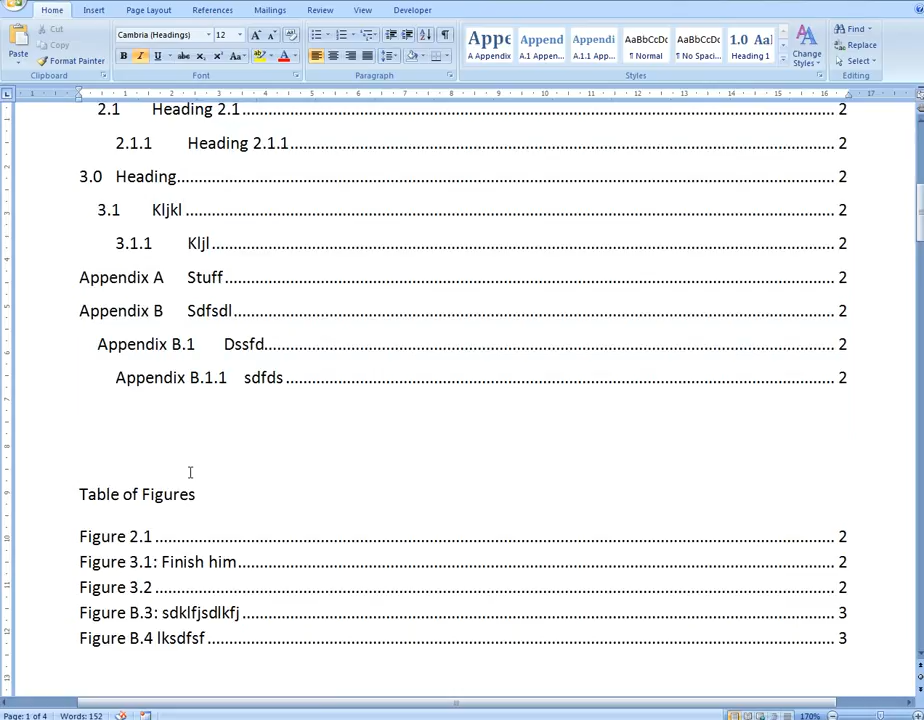 Home Insert Page Layout References Mailings Review View Developer
Paste Cut Copy Format Painter Clipboard
Cambria (Headings) 12 Font
Paragraph
Appe Append Appendi AaBbCcDc AaBbCcDc 1.0 Aal
A Appendix A.1 Appen... A.1.1 App... ¶ Normal ¶ No Spaci... Heading 1 Change Styles Styles
Find Replace Select Editing
2.1 Heading 2.1 2
2.1.1 Heading 2.1.1 2
3.0 Heading 2
3.1 Kljkl 2
3.1.1 Kljl 2
Appendix A Stuff 2
Appendix B Sdfsdl 2
Appendix B.1 Dssfd 2
Appendix B.1.1 sdfds 2
Table of Figures
Figure 2.1 2
Figure 3.1: Finish him 2
Figure 3.2 2
Figure B.3: sdklfjsdlkfj 3
Figure B.4 lksdfsf 3
Page: 1 of 4 Words: 152 170%